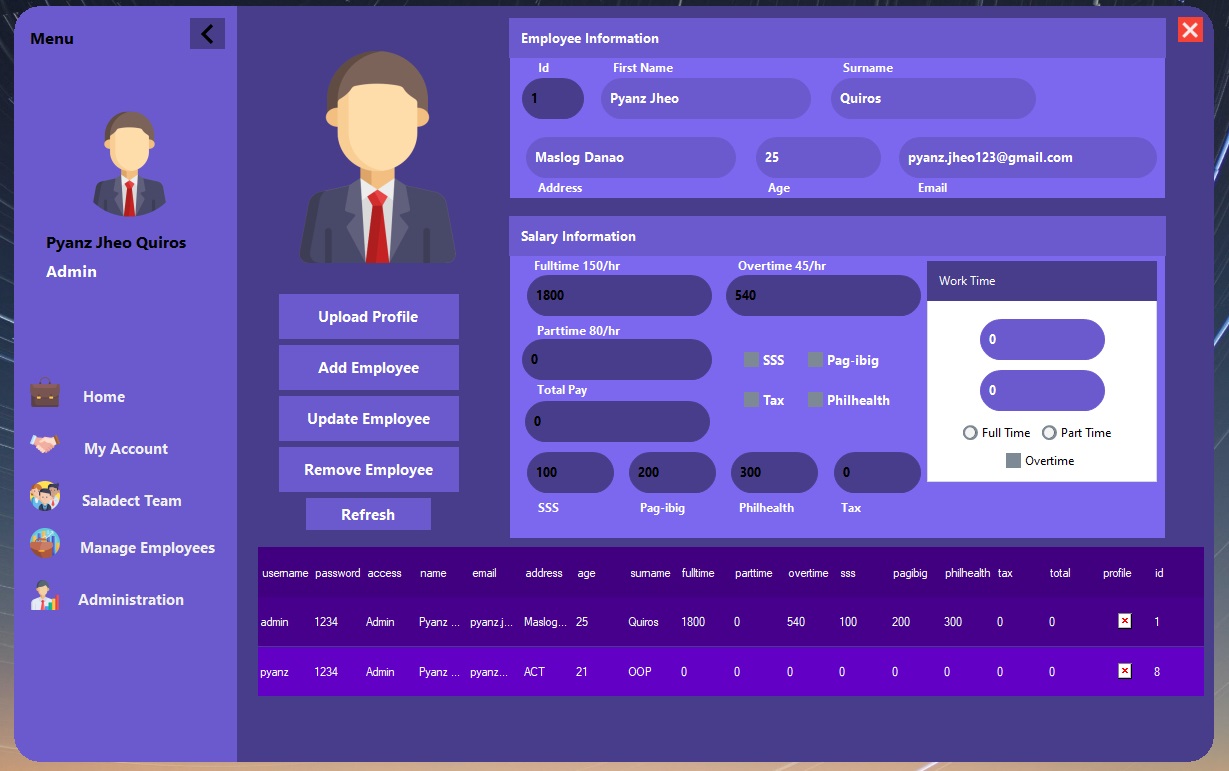 Menu
Pyanz Jheo Quiros
Admin
Home
My Account
Saladect Team
Manage Employees
Administration
Upload Profile
Add Employee
Update Employee
Remove Employee
Refresh
Employee Information
Id First Name Surname
1 Pyanz Jheo Quiros
Maslog Danao 25 pyanz.jheo123@gmail.com
Address Age Email
Salary Information
Fulltime 150/hr Overtime 45/hr
1800 540
Parttime 80/hr
0
SSS Pag-ibig
Total Pay
Tax Philhealth
0
100 200 300 0
SSS Pag-ibig Philhealth Tax
Work Time
0
0
Full Time Part Time
Overtime
username password access name email address age surname fulltime parttime overtime sss pagibig philhealth tax total profile id
admin 1234 Admin Pyanz ... pyanz.j... Maslog... 25 Quiros 1800 0 540 100 200 300 0 0 1
pyanz 1234 Admin Pyanz ... pyanz... ACT 21 OOP 0 0 0 0 0 0 0 0 8